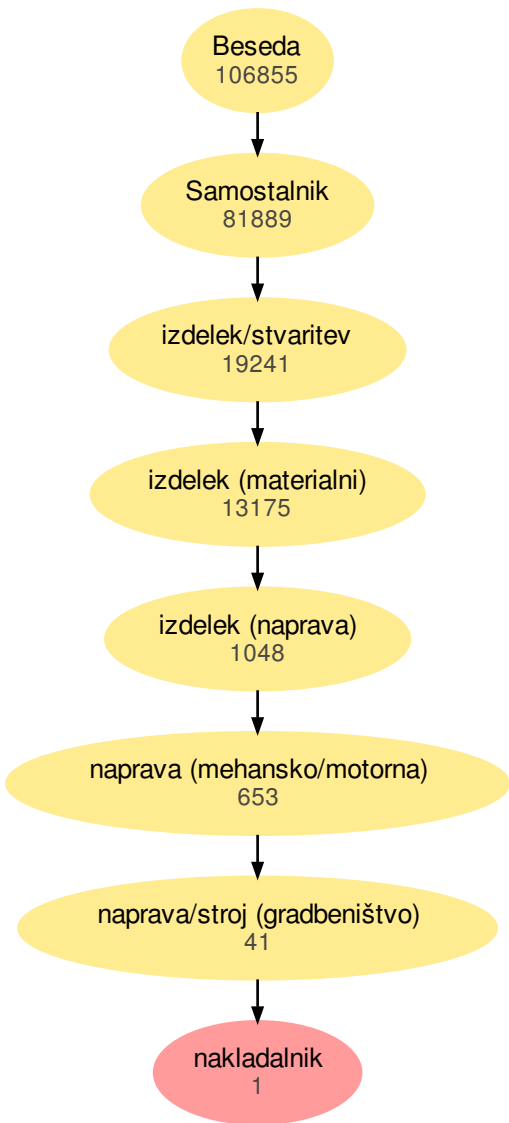 Beseda
106855
Samostalnik
81889
izdelek/stvaritev
19241
izdelek (materialni)
13175
izdelek (naprava)
1048
naprava (mehansko/motorna)
653
naprava/stroj (gradbeništvo)
41
nakladalnik
1